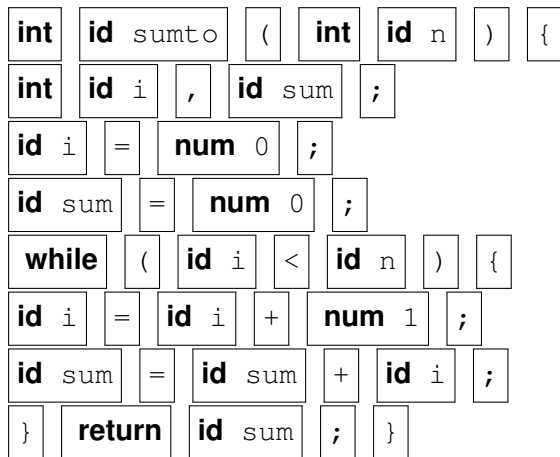 int id sumto ( int id n ) {
int id i , id sum ;
id i = num 0 ;
id sum = num 0 ;
while ( id i < id n ) {
id i = id i + num 1 ;
id sum = id sum + id i ;
} return id sum ; }